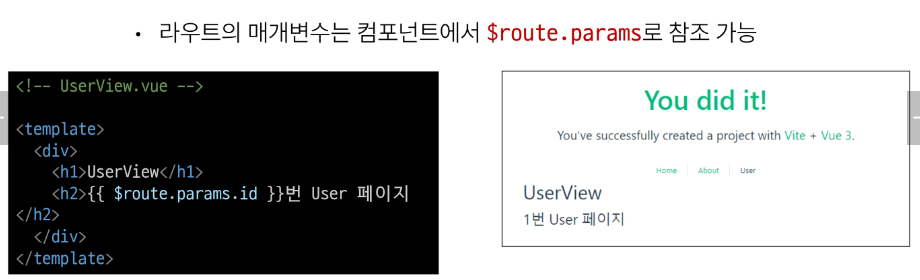 • 라우트의 매개변수는 컴포넌트에서 $route.params로 참조 가능
<!-- UserView.vue -->
<template>
<div>
<h1>UserView</h1>
<h2>{{ $route.params.id }}번 User 페이지
</h2>
</div>
</template>
You did it!
You've successfully created a project with Vite + Vue 3.
Home About User
UserView
1번 User 페이지